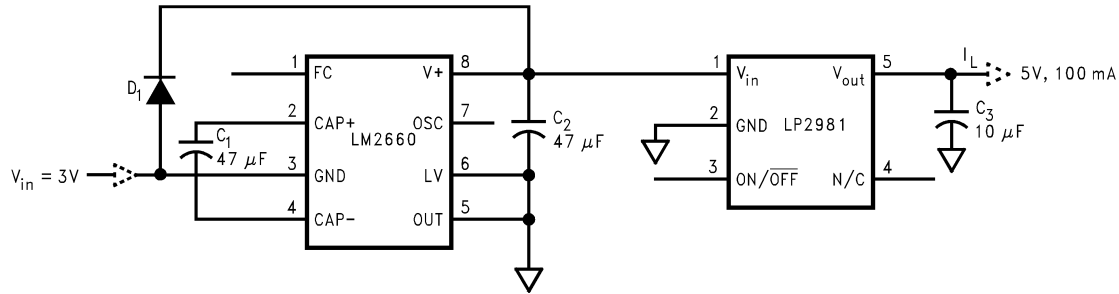 D1
Vin = 3V
C1
47 µF
1
2
3
4
FC
CAP+
GND
CAP-
LM2660
V+
OSC
LV
OUT
8
7
6
5
C2
47 µF
1
2
3
Vin
GND
ON/O̅F̅F̅
LP2981
Vout
N/C
5
4
IL
5V, 100 mA
C3
10 µF